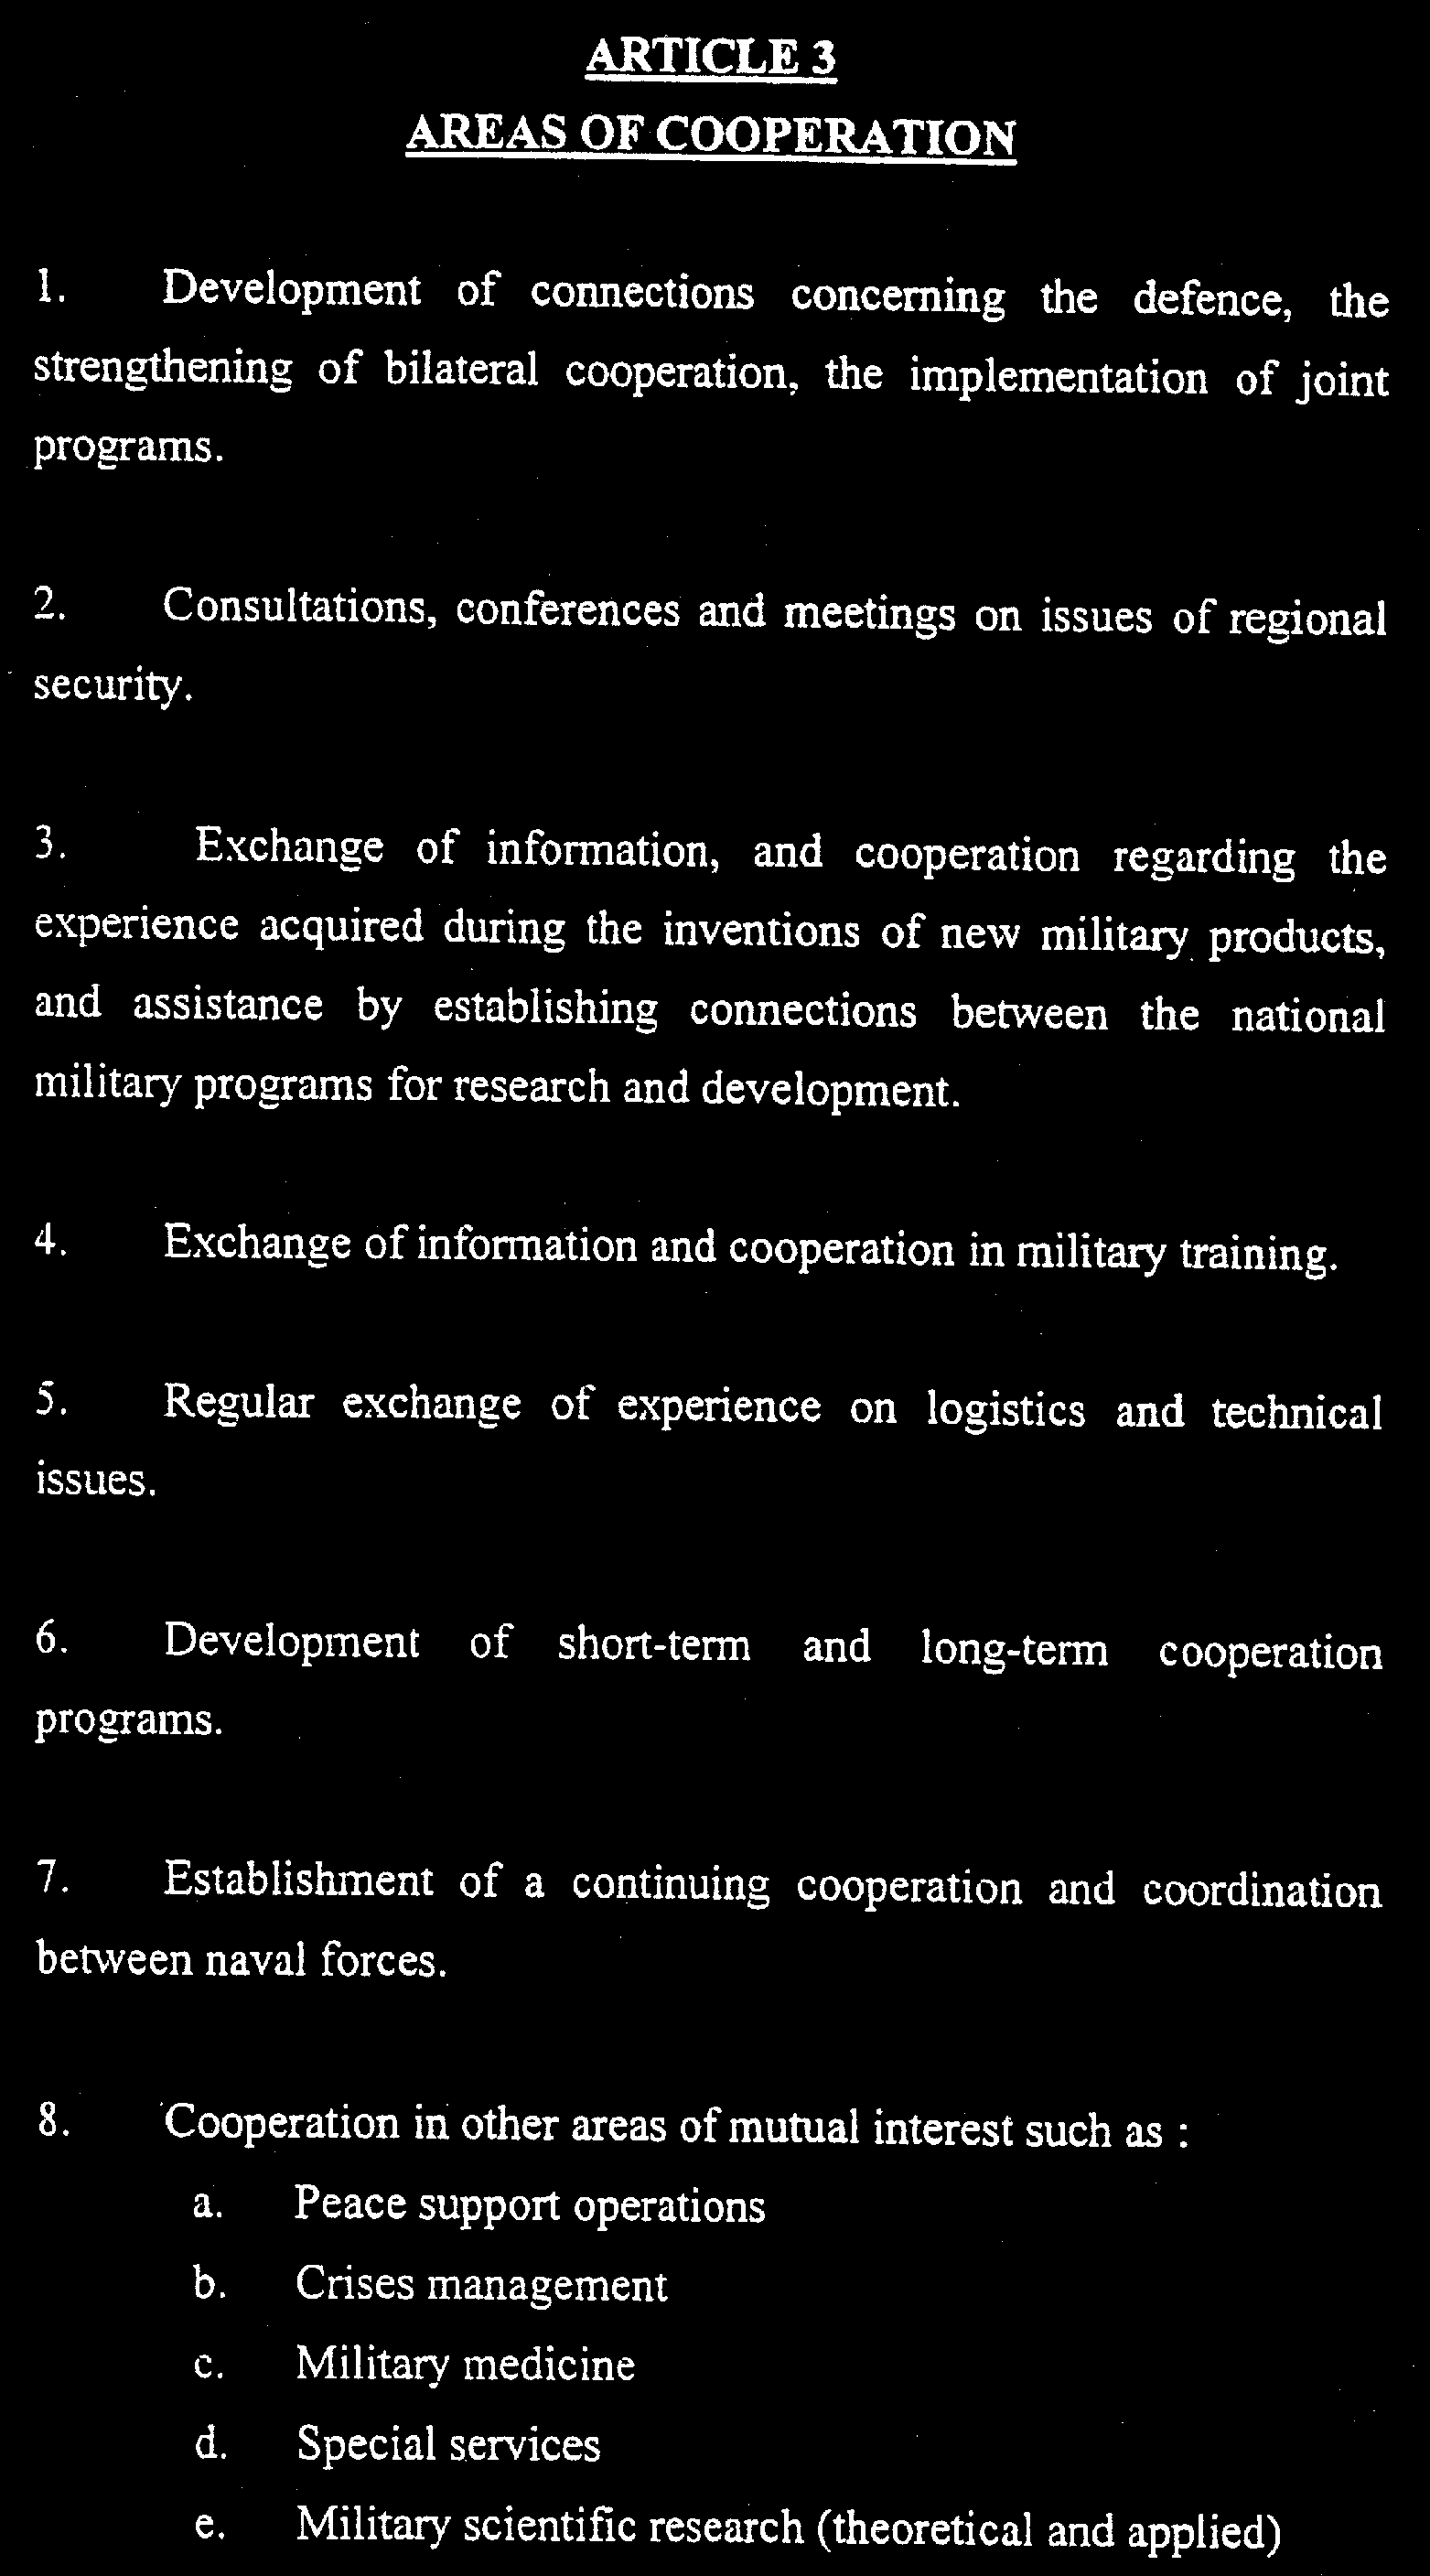 ARTICLE 3
AREAS OF COOPERATION
1. Development of connections concerning the defence, the
strengthening of bilateral cooperation, the implementation of joint
programs.
2. Consultations, conferences and meetings on issues of regional
security.
3. Exchange of information, and cooperation regarding the
experience acquired during the inventions of new military products,
and assistance by establishing connections between the national
military programs for research and development.
4. Exchange of information and cooperation in military training.
5. Regular exchange of experience on logistics and technical
issues.
6. Development of short-term and long-term cooperation
programs.
7. Establishment of a continuing cooperation and coordination
between naval forces.
8. Cooperation in other areas of mutual interest such as :
a. Peace support operations
b. Crises management
c. Military medicine
d. Special services
e. Military scientific research (theoretical and applied)